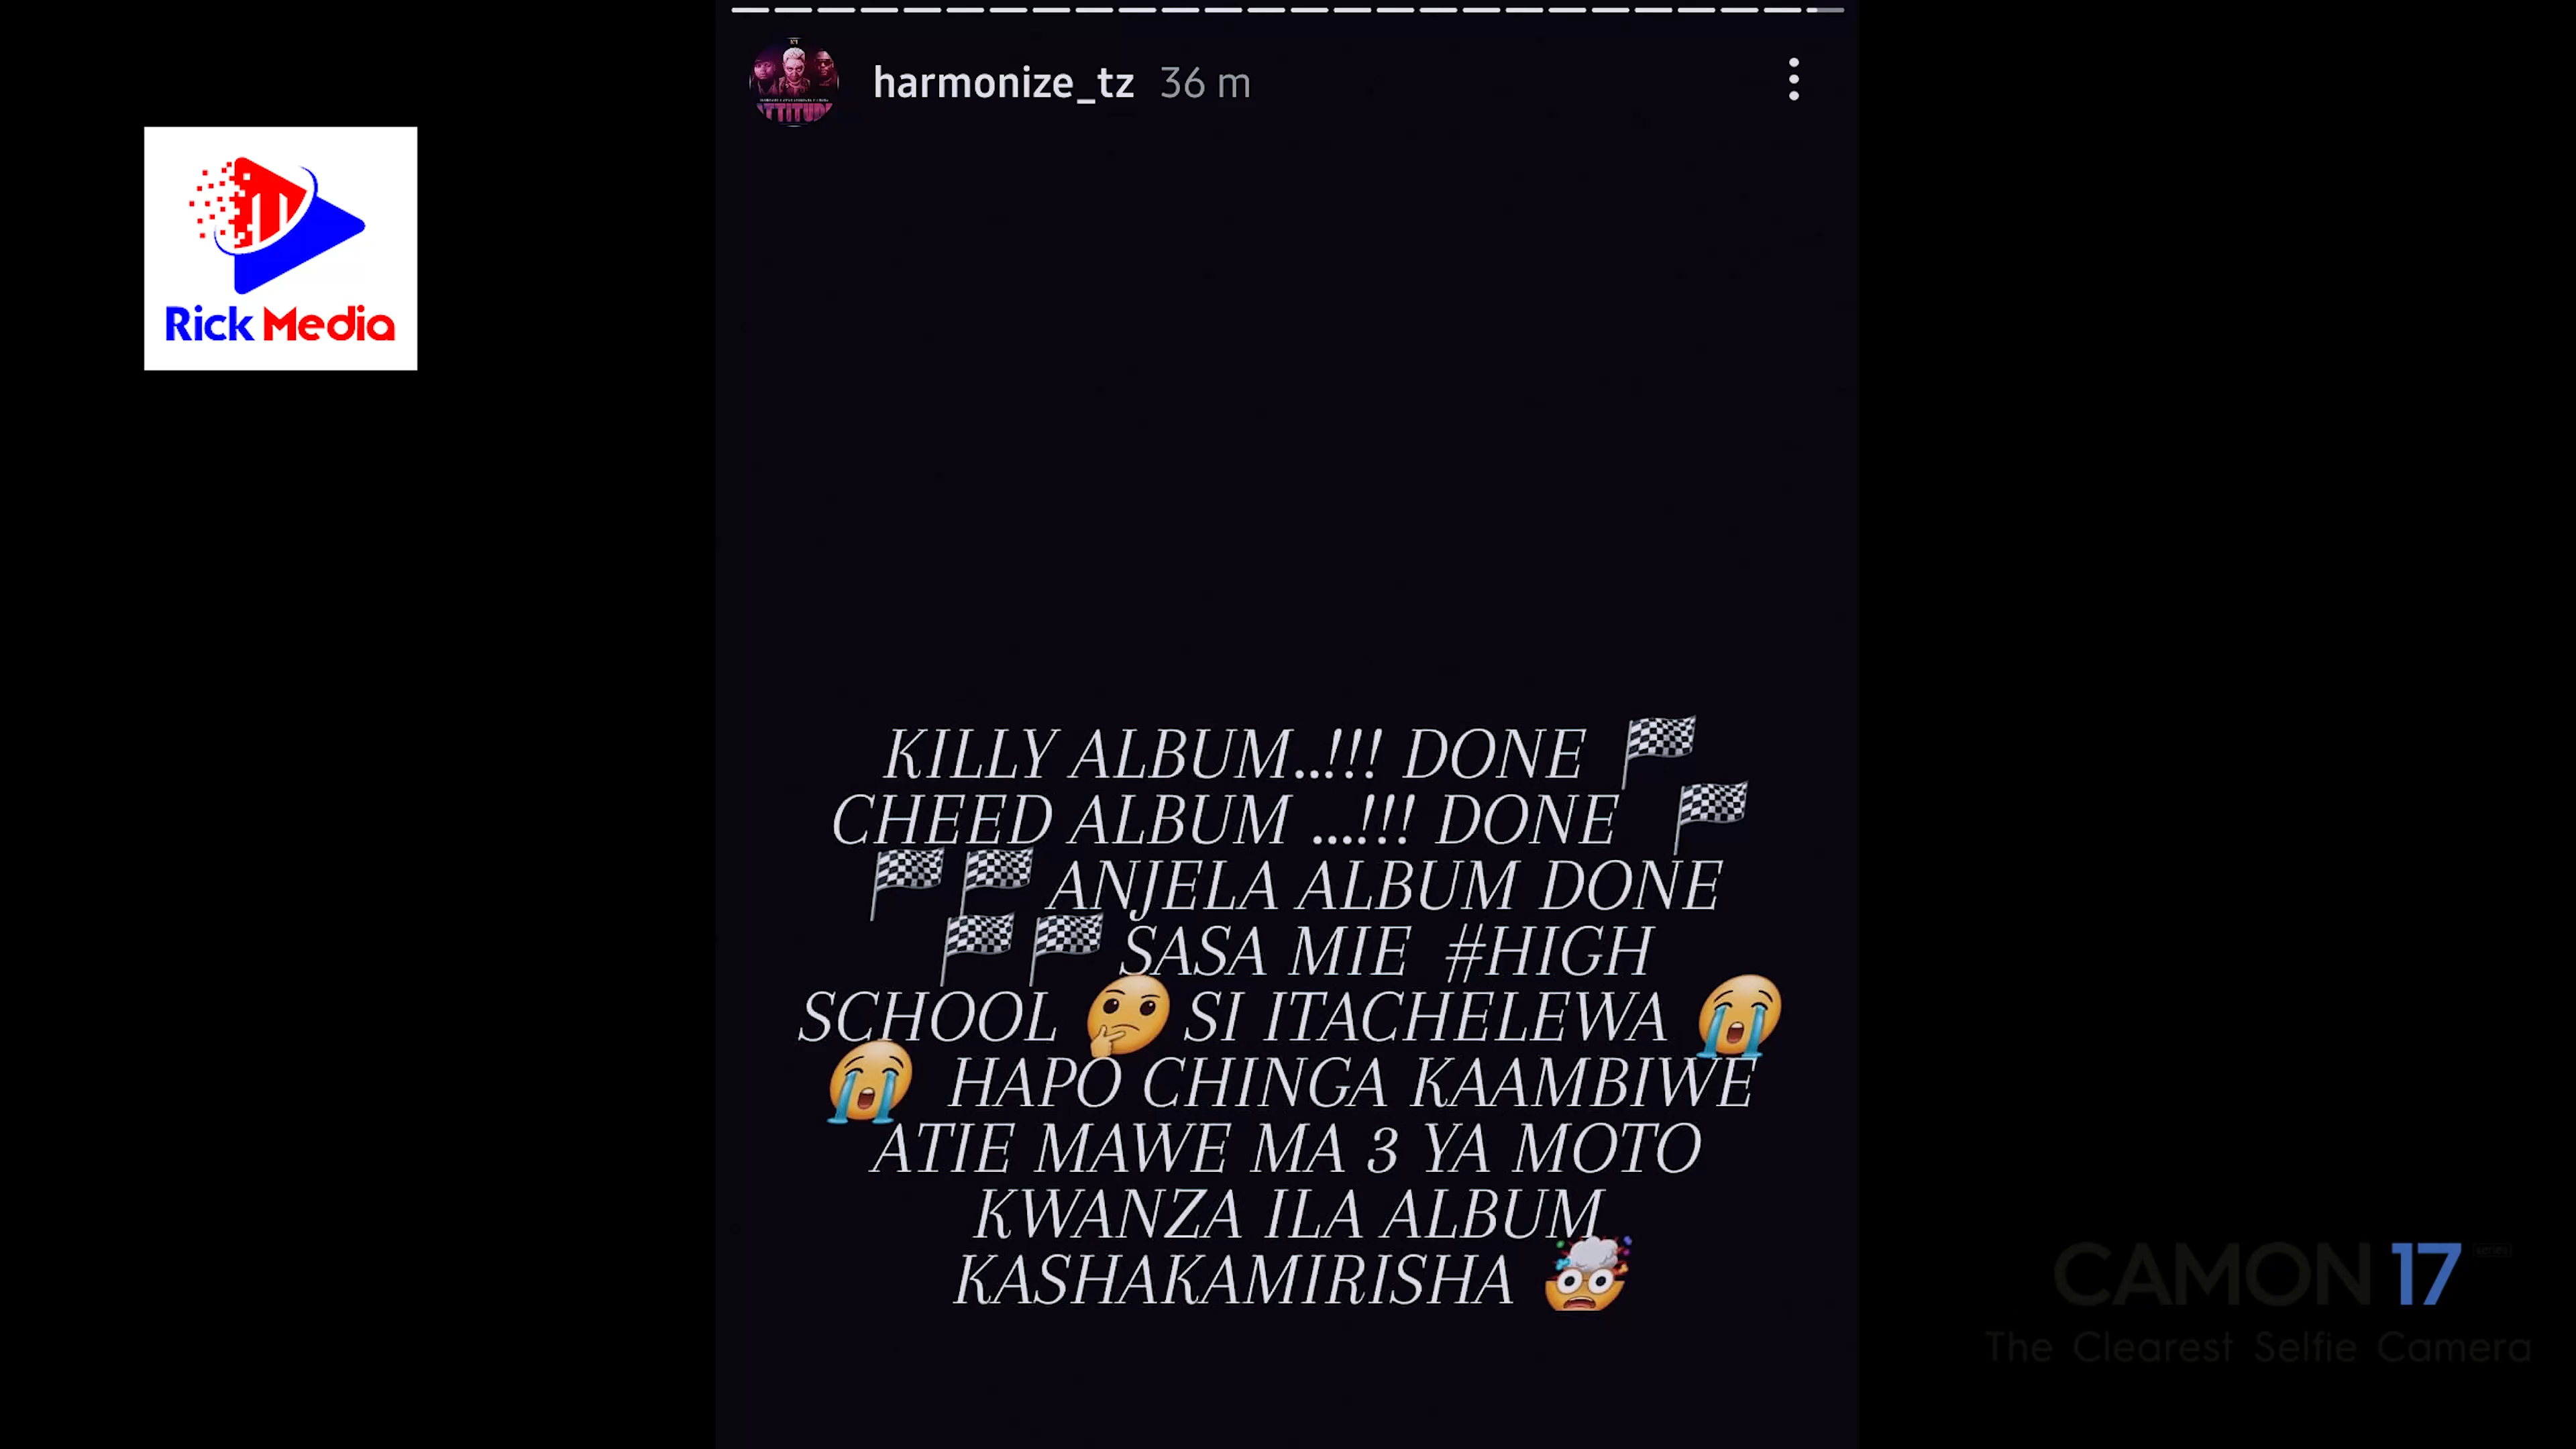 harmonize_tz 36 m
ATTITUDE
Rick Media
KILLY ALBUM..!!! DONE 🏁
CHEED ALBUM ...!!! DONE 🏁
🏁 🏁 ANJELA ALBUM DONE
🏁 🏁 SASA MIE #HIGH
SCHOOL 🤔 SI ITACHELEWA 😭
😭 HAPO CHINGA KAAMBIWE
ATIE MAWE MA 3 YA MOTO
KWANZA ILA ALBUM
KASHAKAMIRISHA 🤯
CAMON 17
The Clearest Selfie Camera